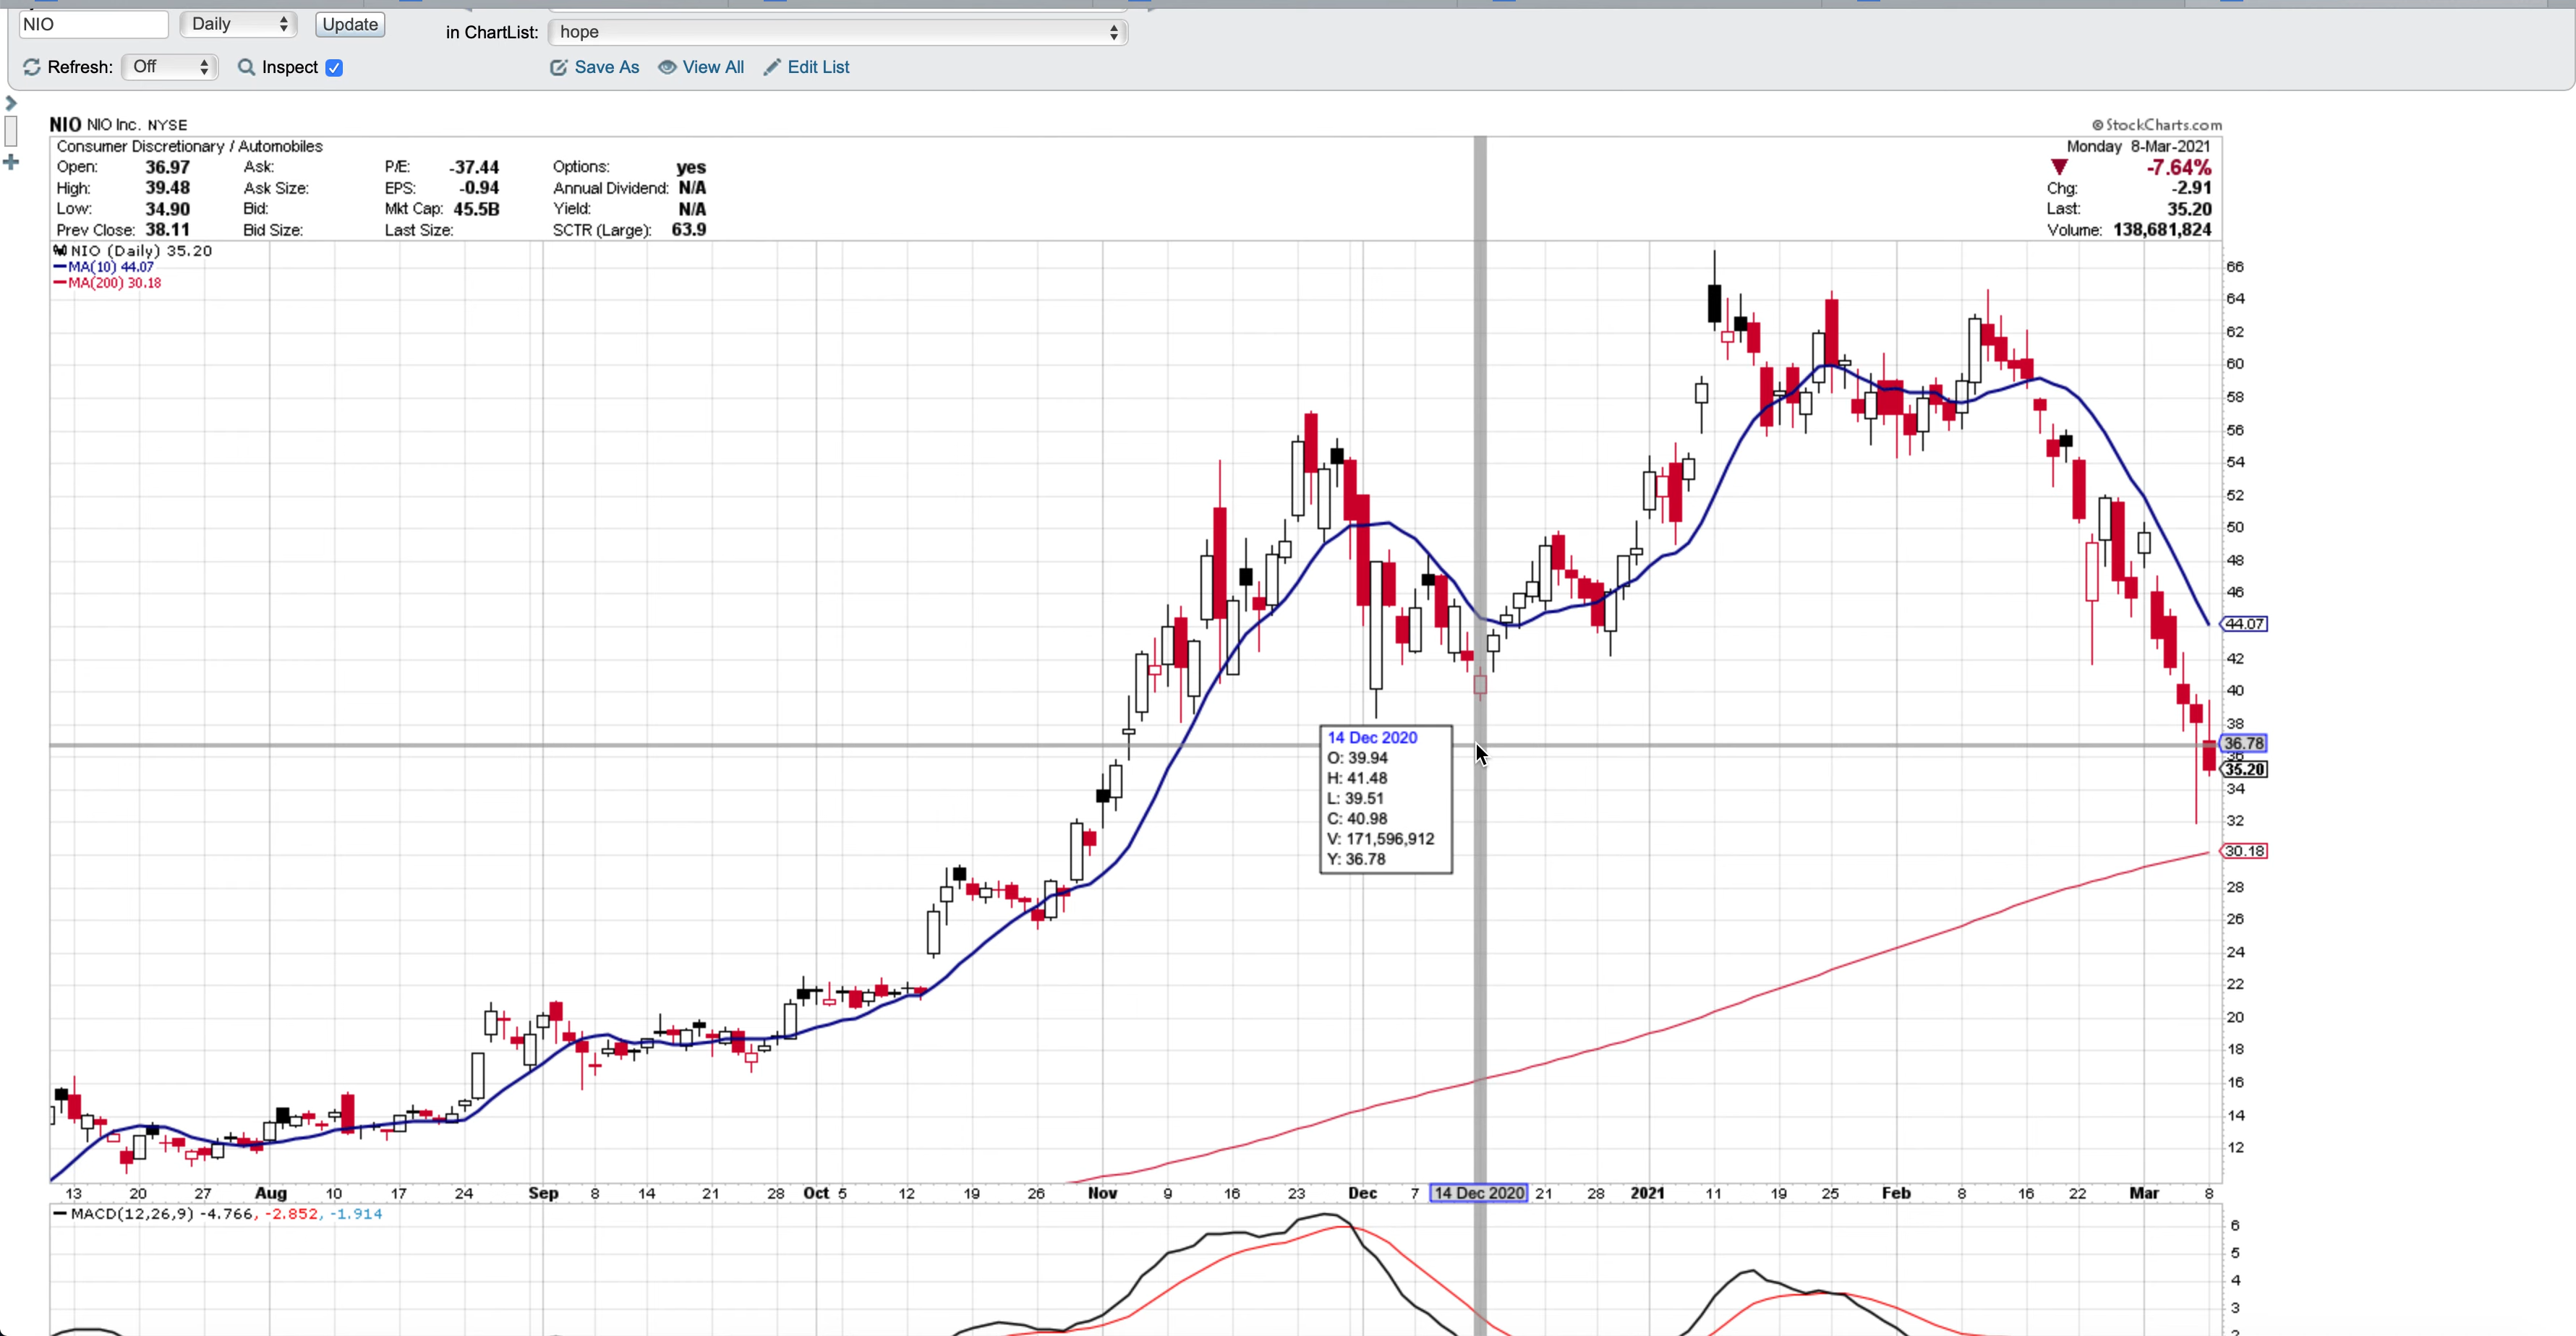 NIO Daily Update in ChartList: hope
Refresh: Off Inspect Save As View All Edit List
NIO NIO Inc. NYSE © StockCharts.com
Consumer Discretionary / Automobiles Monday 8-Mar-2021
Open: 36.97 Ask: P/E: -37.44 Options: yes -7.64%
High: 39.48 Ask Size: EPS: -0.94 Annual Dividend: N/A Chg: -2.91
Low: 34.90 Bid: Mkt Cap: 45.5B Yield: N/A Last: 35.20
Prev Close: 38.11 Bid Size: Last Size: SCTR (Large): 63.9 Volume: 138,681,824
NIO (Daily) 35.20
MA(10) 44.07
MA(200) 30.18
66
64
62
60
58
56
54
52
50
48
46
44.07
42
40
38
36.78
36
35.20
34
32
30.18
28
26
24
22
20
18
16
14
12
14 Dec 2020
O: 39.94
H: 41.48
L: 39.51
C: 40.98
V: 171,596,912
Y: 36.78
13 20 27 Aug 10 17 24 Sep 8 14 21 28 Oct 5 12 19 26 Nov 9 16 23 Dec 7 14 Dec 2020 21 28 2021 11 19 25 Feb 8 16 22 Mar 8
MACD(12,26,9) -4.766, -2.852, -1.914
6
5
4
3